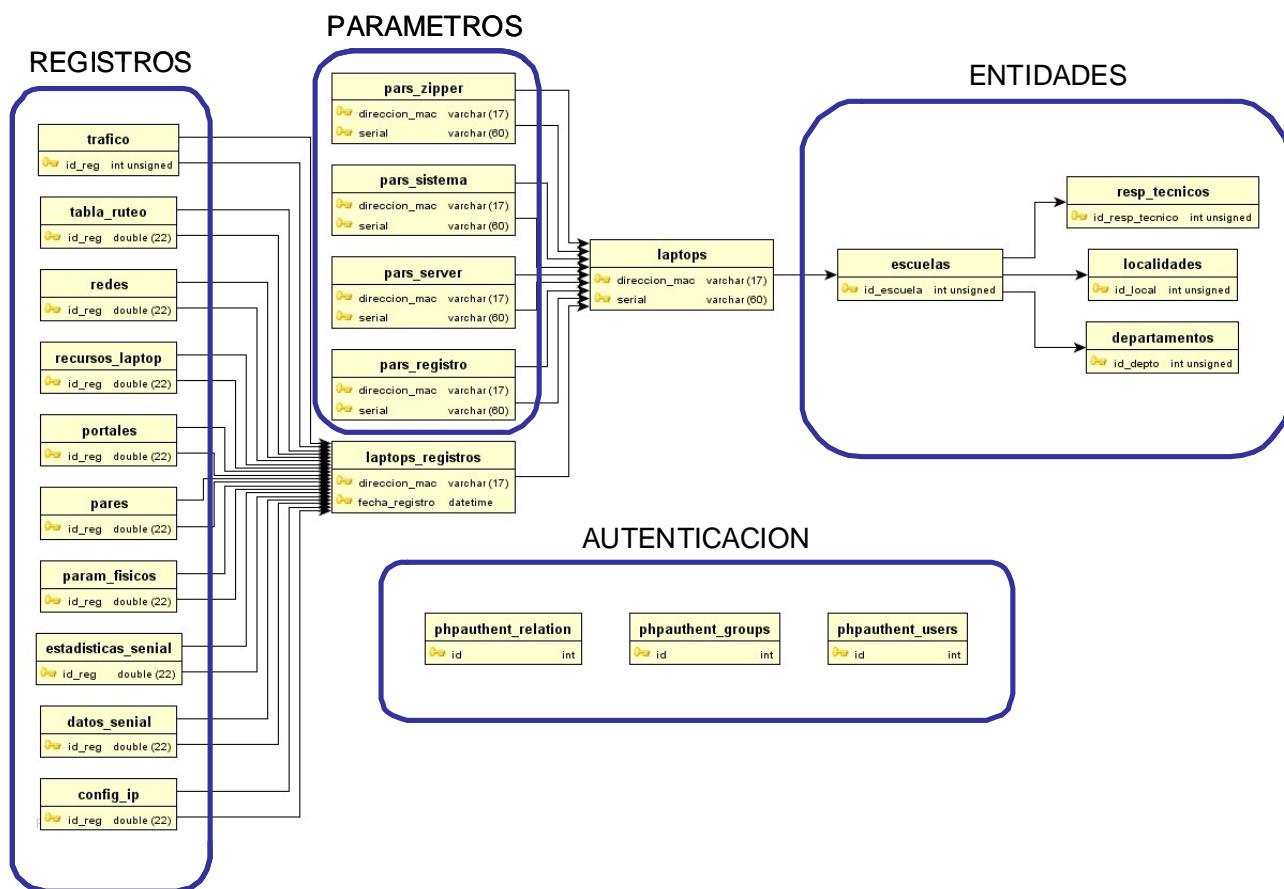 REGISTROS
trafico
id_reg int unsigned
tabla_ruteo
id_reg double (22)
redes
id_reg double (22)
recursos_laptop
id_reg double (22)
portales
id_reg double (22)
pares
id_reg double (22)
param_fisicos
id_reg double (22)
estadisticas_senial
id_reg double (22)
datos_senial
id_reg double (22)
config_ip
id_reg double (22)
PARAMETROS
pars_zipper
direccion_mac varchar (17)
serial varchar (60)
pars_sistema
direccion_mac varchar (17)
serial varchar (60)
pars_server
direccion_mac varchar (17)
serial varchar (60)
pars_registro
direccion_mac varchar (17)
serial varchar (60)
laptops_registros
direccion_mac varchar (17)
fecha_registro datetime
laptops
direccion_mac varchar (17)
serial varchar (60)
ENTIDADES
escuelas
id_escuela int unsigned
resp_tecnicos
id_resp_tecnico int unsigned
localidades
id_local int unsigned
departamentos
id_depto int unsigned
AUTENTICACION
phpauthent_relation
id int
phpauthent_groups
id int
phpauthent_users
id int